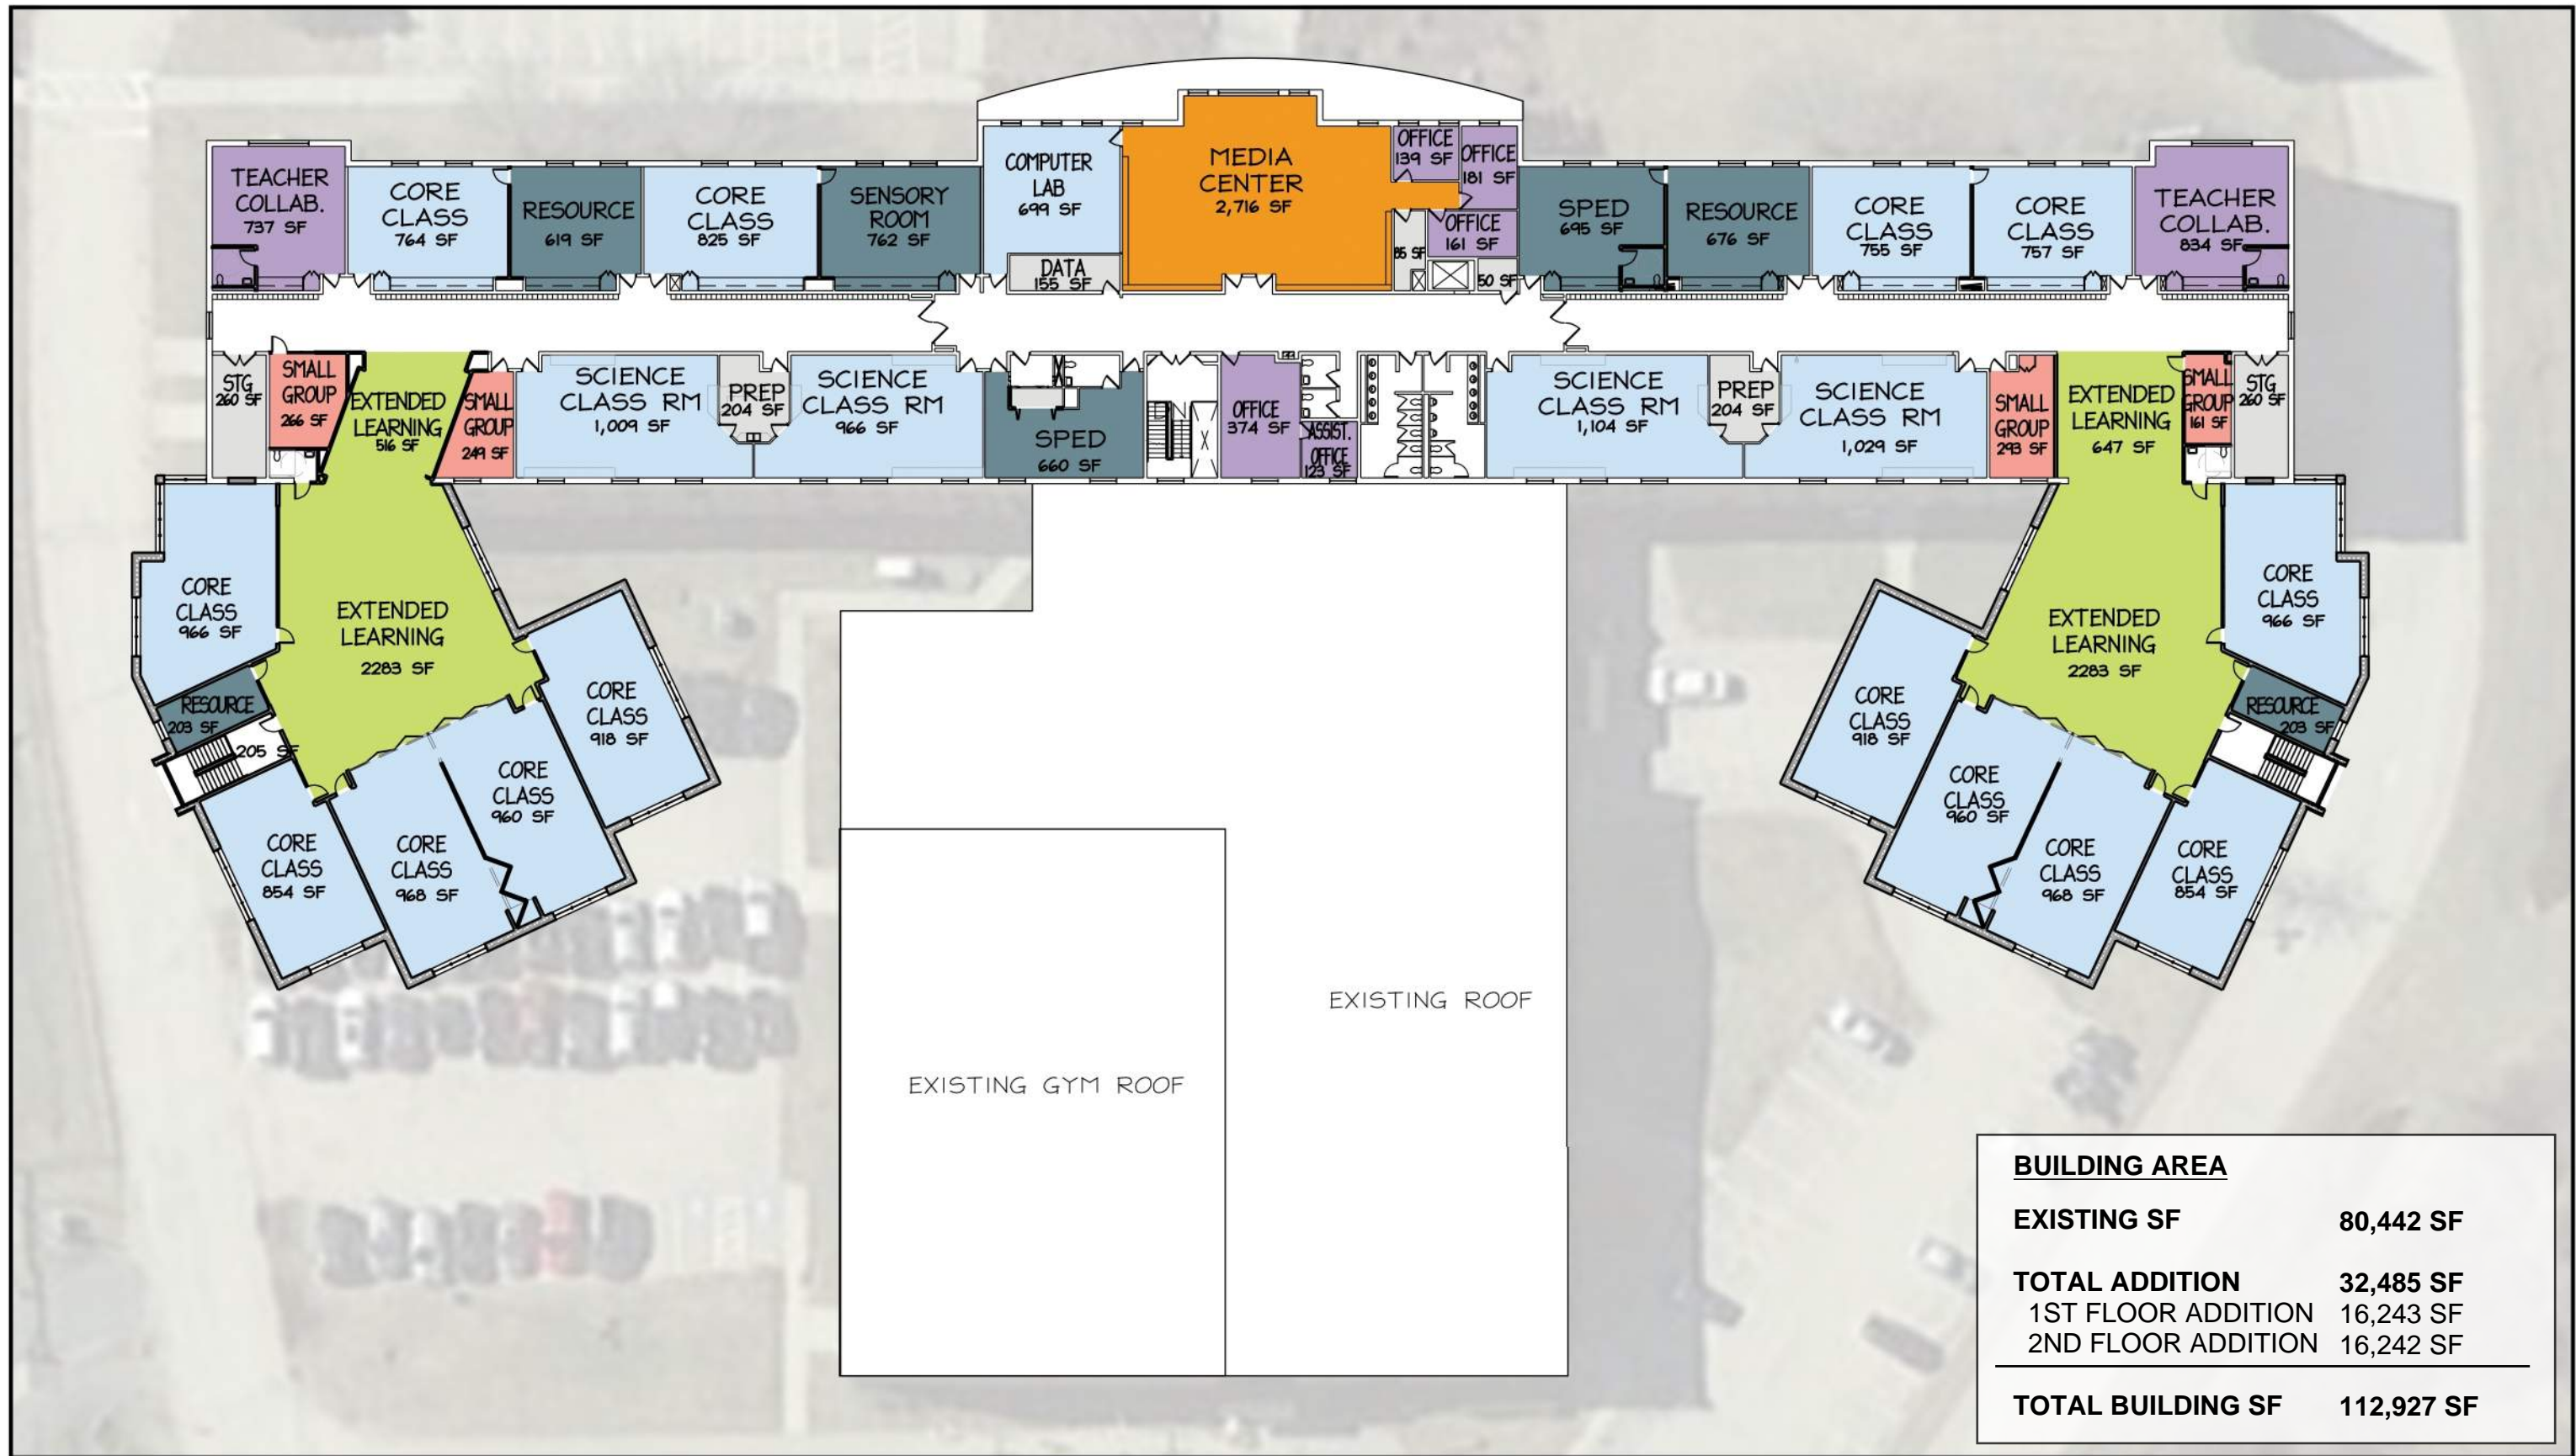 TEACHER
COLLAB.
737 SF
CORE
CLASS
764 SF
RESOURCE
619 SF
CORE
CLASS
825 SF
SENSORY
ROOM
762 SF
COMPUTER
LAB
699 SF
DATA
155 SF
MEDIA
CENTER
2,716 SF
OFFICE
139 SF
OFFICE
181 SF
OFFICE
161 SF
85 SF
50 SF
SPED
695 SF
RESOURCE
676 SF
CORE
CLASS
755 SF
CORE
CLASS
757 SF
TEACHER
COLLAB.
834 SF
STG
260 SF
SMALL
GROUP
266 SF
EXTENDED
LEARNING
516 SF
SMALL
GROUP
249 SF
SCIENCE
CLASS RM
1,009 SF
PREP
204 SF
SCIENCE
CLASS RM
966 SF
SPED
660 SF
OFFICE
374 SF
ASSIST.
OFFICE
123 SF
SCIENCE
CLASS RM
1,104 SF
PREP
204 SF
SCIENCE
CLASS RM
1,029 SF
SMALL
GROUP
293 SF
EXTENDED
LEARNING
647 SF
SMALL
GROUP
161 SF
STG
260 SF
CORE
CLASS
966 SF
EXTENDED
LEARNING
2283 SF
RESOURCE
203 SF
205 SF
CORE
CLASS
854 SF
CORE
CLASS
968 SF
CORE
CLASS
960 SF
CORE
CLASS
918 SF
CORE
CLASS
918 SF
CORE
CLASS
960 SF
CORE
CLASS
968 SF
CORE
CLASS
854 SF
EXTENDED
LEARNING
2283 SF
CORE
CLASS
966 SF
RESOURCE
203 SF
EXISTING ROOF
EXISTING GYM ROOF
BUILDING AREA
EXISTING SF 80,442 SF
TOTAL ADDITION 32,485 SF
1ST FLOOR ADDITION 16,243 SF
2ND FLOOR ADDITION 16,242 SF
TOTAL BUILDING SF 112,927 SF